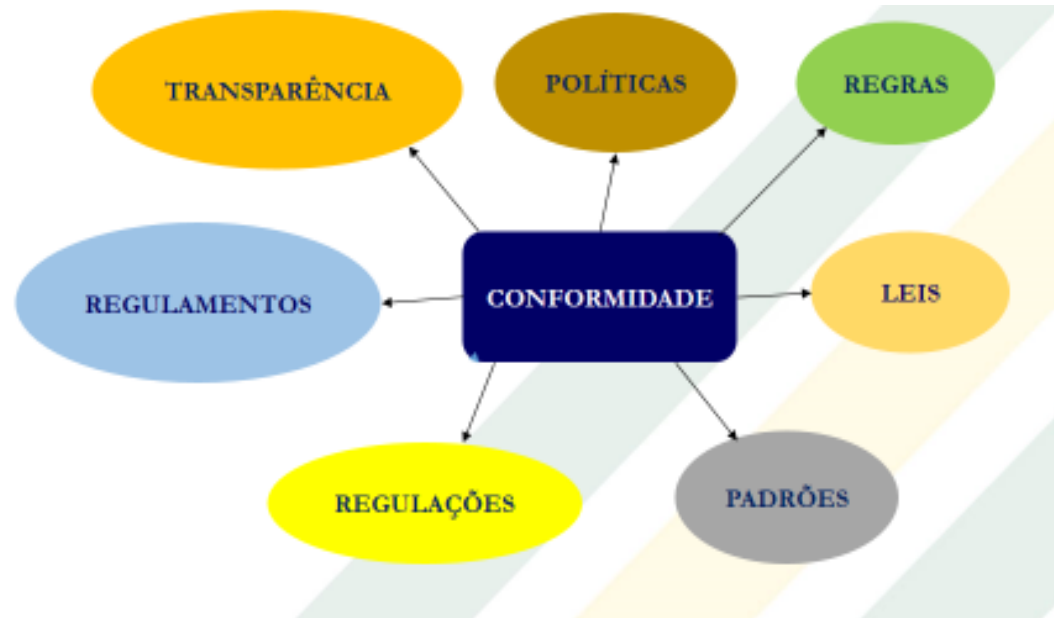 TRANSPARÊNCIA
POLÍTICAS
REGRAS
REGULAMENTOS
CONFORMIDADE
LEIS
REGULAÇÕES
PADRÕES